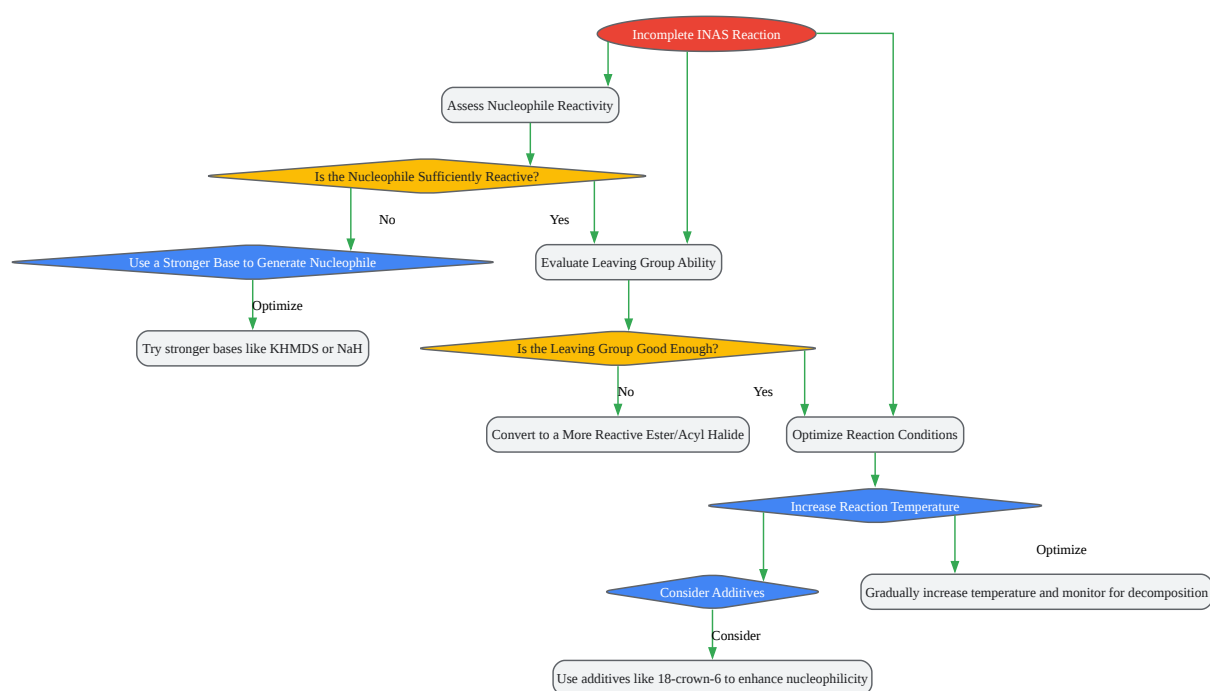 Incomplete INAS Reaction
Assess Nucleophile Reactivity
Is the Nucleophile Sufficiently Reactive?
No
Yes
Use a Stronger Base to Generate Nucleophile
Evaluate Leaving Group Ability
Optimize
Try stronger bases like KHMDS or NaH
Is the Leaving Group Good Enough?
No
Yes
Convert to a More Reactive Ester/Acyl Halide
Optimize Reaction Conditions
Increase Reaction Temperature
Optimize
Consider Additives
Gradually increase temperature and monitor for decomposition
Consider
Use additives like 18-crown-6 to enhance nucleophilicity